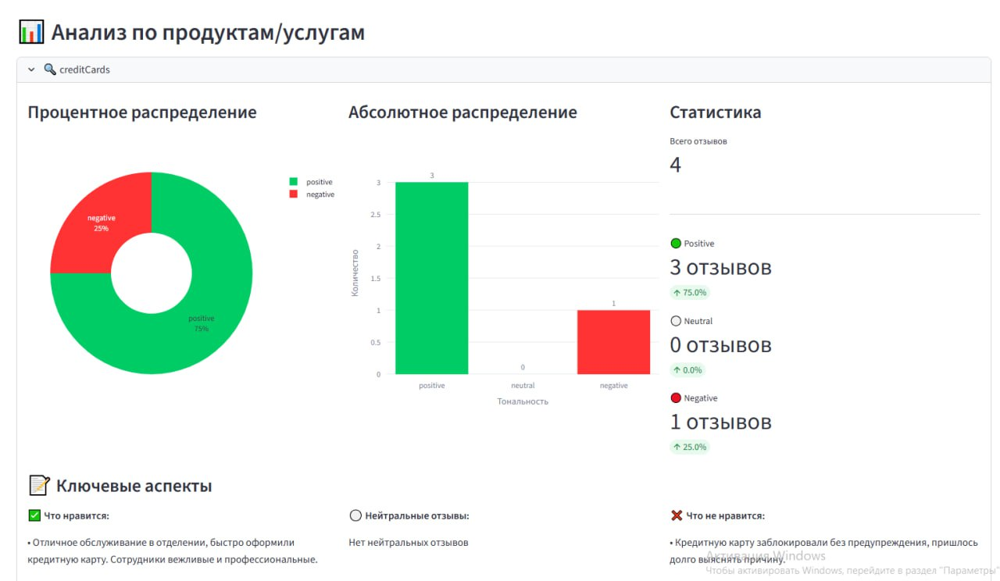 Анализ по продуктам/услугам
creditCards
Процентное распределение
negative
25%
positive
75%
positive
negative
Абсолютное распределение
Количество
3
2.5
2
1.5
1
0.5
0
3
0
1
positive
neutral
negative
Тональность
Статистика
Всего отзывов
4
Positive
3 отзывов
↑ 75.0%
Neutral
0 отзывов
↑ 0.0%
Negative
1 отзывов
↑ 25.0%
Ключевые аспекты
Что нравится:
• Отличное обслуживание в отделении, быстро оформили
кредитную карту. Сотрудники вежливые и профессиональные.
Нейтральные отзывы:
Нет нейтральных отзывов
Что не нравится:
• Кредитную карту заблокировали без предупреждения, пришлось
долго выяснять причину.
Активация Windows
Чтобы активировать Windows, перейдите в раздел "Параметры"